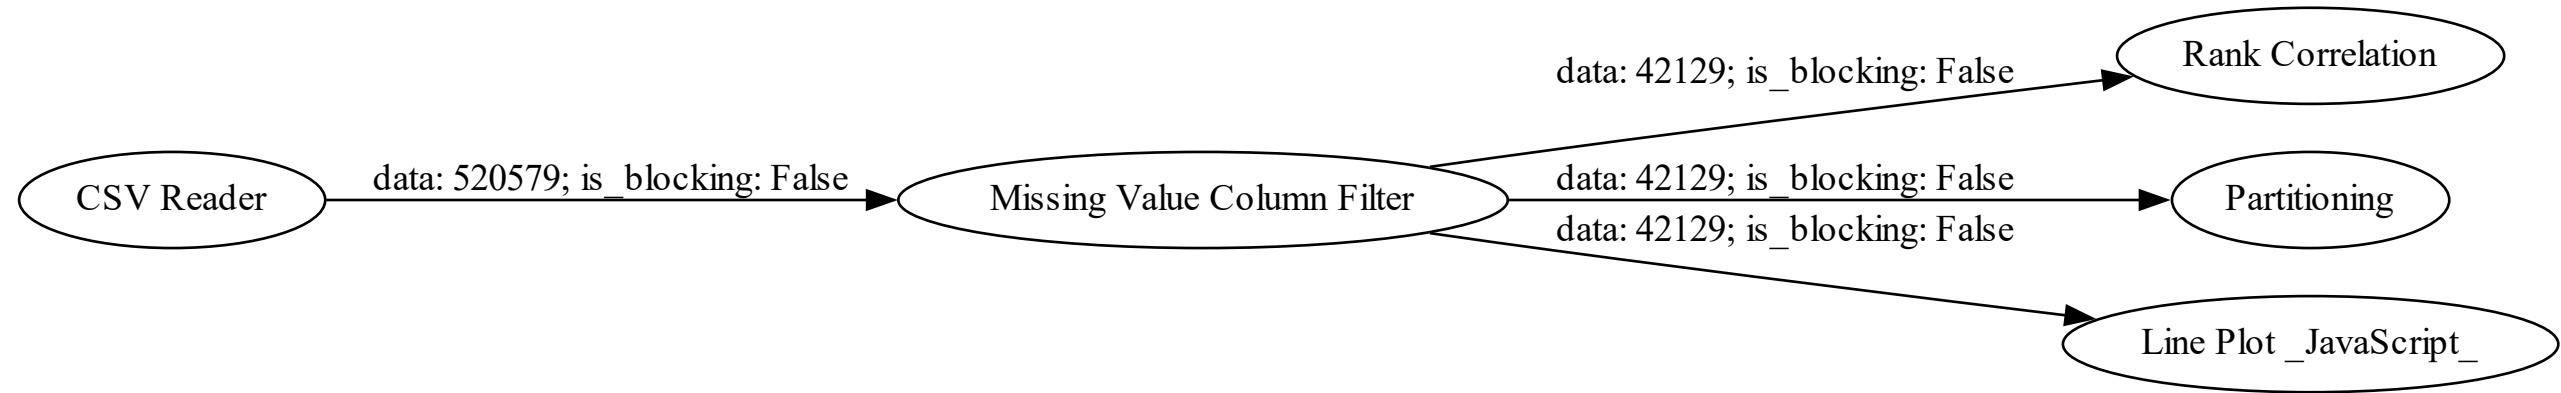 CSV Reader
data: 520579; is_blocking: False
Missing Value Column Filter
data: 42129; is_blocking: False
Rank Correlation
data: 42129; is_blocking: False
Partitioning
data: 42129; is_blocking: False
Line Plot _JavaScript_